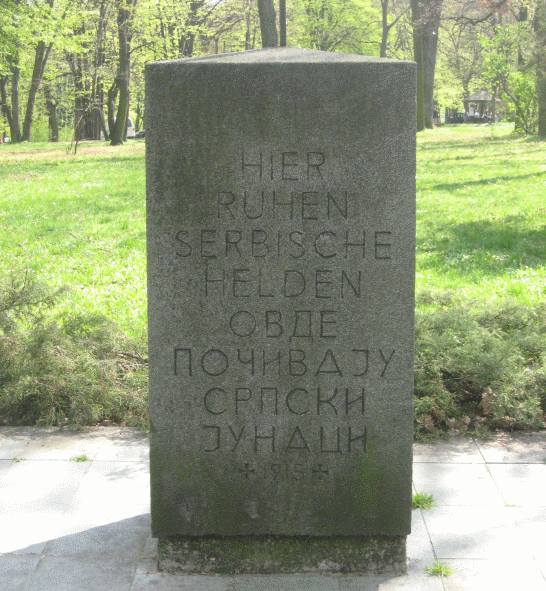 HIER
RUHEN
SERBISCHE
HELDEN
ОВДЕ
ПОЧИВАЈУ
СРПСКИ
ЈУНАЦИ
+ 1915 +